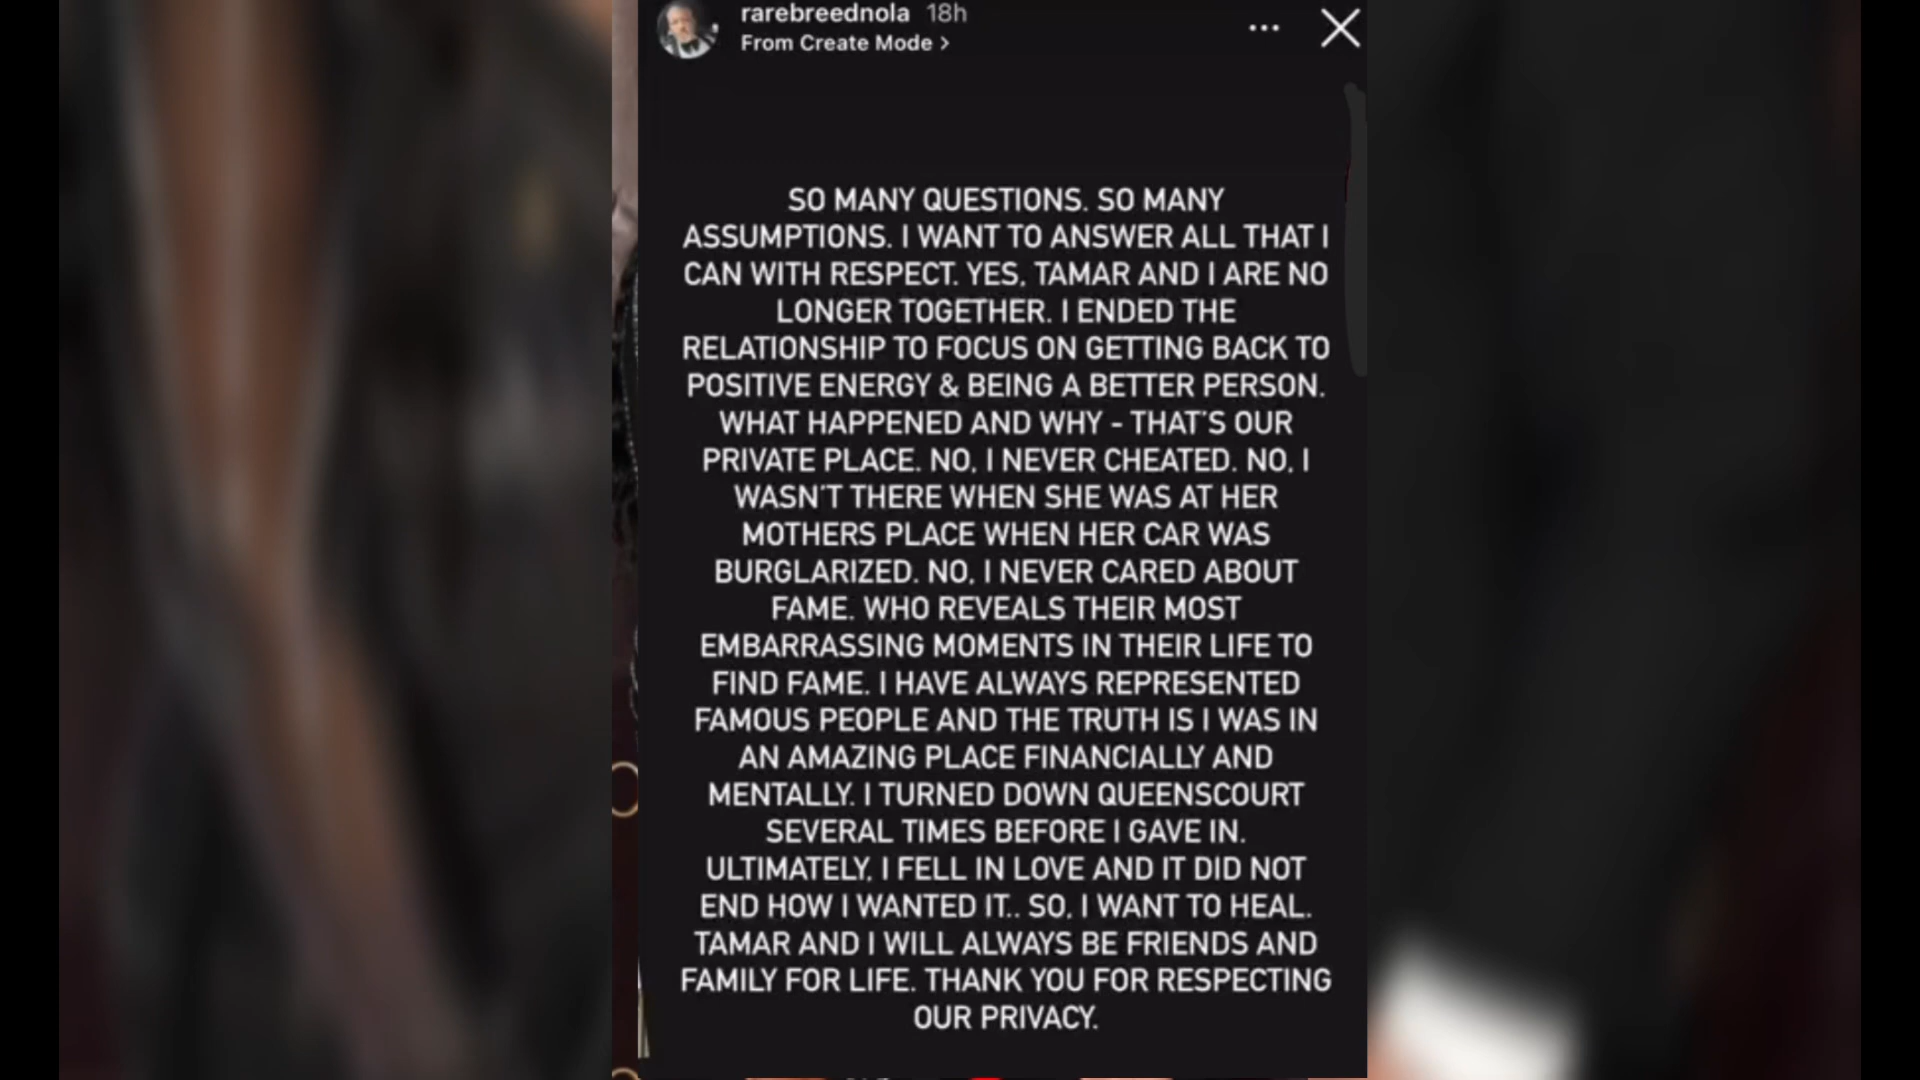 rarebreednola 18h
From Create Mode >
SO MANY QUESTIONS. SO MANY
ASSUMPTIONS. I WANT TO ANSWER ALL THAT I
CAN WITH RESPECT. YES, TAMAR AND I ARE NO
LONGER TOGETHER. I ENDED THE
RELATIONSHIP TO FOCUS ON GETTING BACK TO
POSITIVE ENERGY & BEING A BETTER PERSON.
WHAT HAPPENED AND WHY - THAT'S OUR
PRIVATE PLACE. NO, I NEVER CHEATED. NO, I
WASN'T THERE WHEN SHE WAS AT HER
MOTHERS PLACE WHEN HER CAR WAS
BURGLARIZED. NO, I NEVER CARED ABOUT
FAME. WHO REVEALS THEIR MOST
EMBARRASSING MOMENTS IN THEIR LIFE TO
FIND FAME. I HAVE ALWAYS REPRESENTED
FAMOUS PEOPLE AND THE TRUTH IS I WAS IN
AN AMAZING PLACE FINANCIALLY AND
MENTALLY. I TURNED DOWN QUEENSCOURT
SEVERAL TIMES BEFORE I GAVE IN.
ULTIMATELY, I FELL IN LOVE AND IT DID NOT
END HOW I WANTED IT.. SO, I WANT TO HEAL.
TAMAR AND I WILL ALWAYS BE FRIENDS AND
FAMILY FOR LIFE. THANK YOU FOR RESPECTING
OUR PRIVACY.